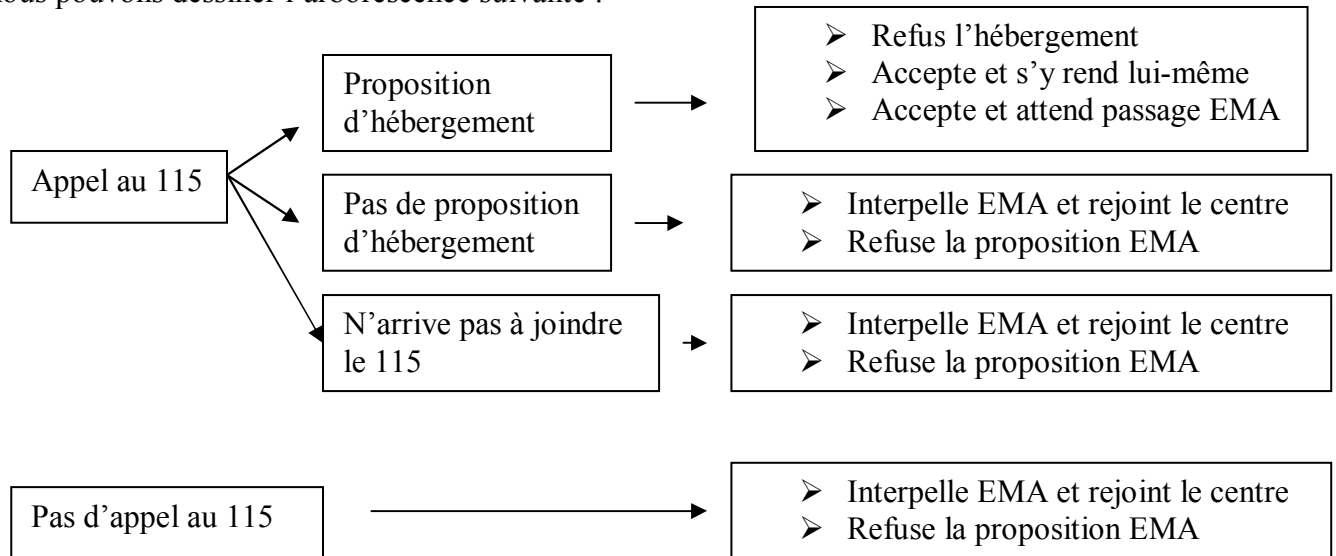 nous pouvons dessiner l'arborescence suivante :
Appel au 115
Proposition
d'hébergement
➢ Refus l'hébergement
➢ Accepte et s'y rend lui-même
➢ Accepte et attend passage EMA
Pas de proposition
d'hébergement
➢ Interpelle EMA et rejoint le centre
➢ Refuse la proposition EMA
N'arrive pas à joindre
le 115
➢ Interpelle EMA et rejoint le centre
➢ Refuse la proposition EMA
Pas d'appel au 115
➢ Interpelle EMA et rejoint le centre
➢ Refuse la proposition EMA